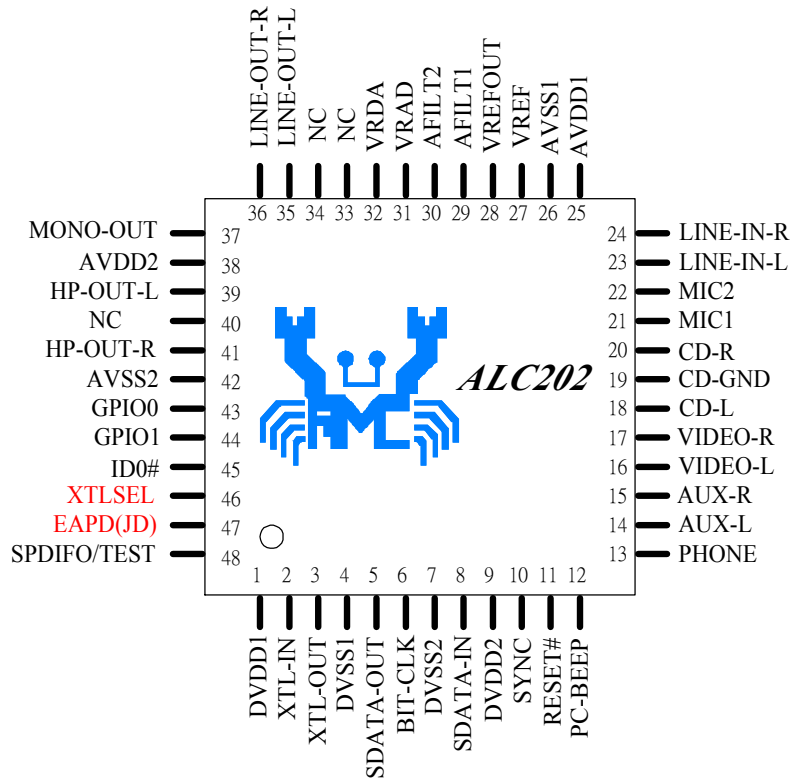 LINE-OUT-R
LINE-OUT-L
NC
NC
VRDA
VRAD
AFILT2
AFILT1
VREFOUT
VREF
AVSS1
AVDD1
36 35 34 33 32 31 30 29 28 27 26 25
MONO-OUT 37
AVDD2 38
HP-OUT-L 39
NC 40
HP-OUT-R 41
AVSS2 42
GPIO0 43
GPIO1 44
ID0# 45
XTLSEL 46
EAPD(JD) 47
SPDIFO/TEST 48
ALC202
24 LINE-IN-R
23 LINE-IN-L
22 MIC2
21 MIC1
20 CD-R
19 CD-GND
18 CD-L
17 VIDEO-R
16 VIDEO-L
15 AUX-R
14 AUX-L
13 PHONE
1 2 3 4 5 6 7 8 9 10 11 12
DVDD1
XTL-IN
XTL-OUT
DVSS1
SDATA-OUT
BIT-CLK
DVSS2
SDATA-IN
DVDD2
SYNC
RESET#
PC-BEEP